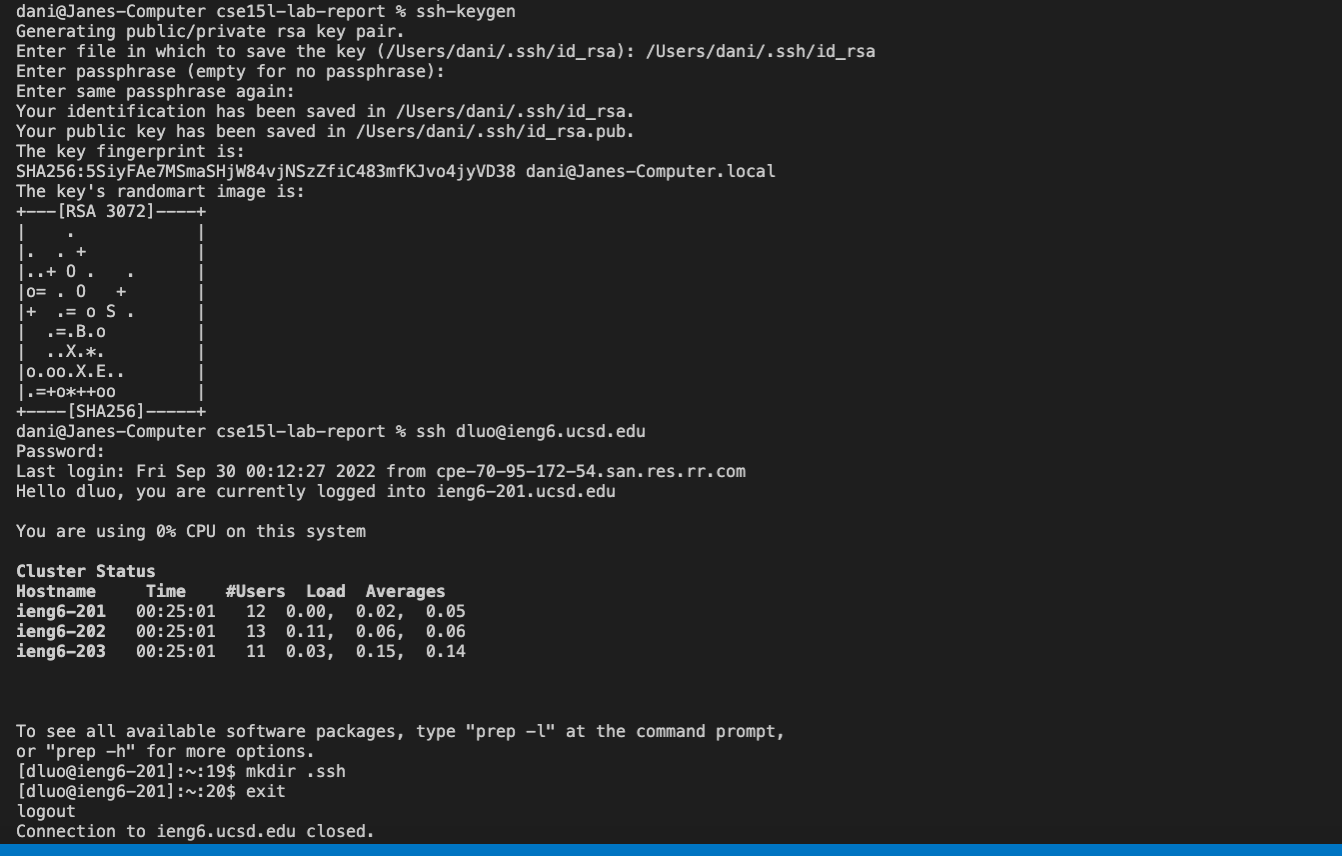 dani@Janes-Computer cse15l-lab-report % ssh-keygen
Generating public/private rsa key pair.
Enter file in which to save the key (/Users/dani/.ssh/id_rsa): /Users/dani/.ssh/id_rsa
Enter passphrase (empty for no passphrase):
Enter same passphrase again:
Your identification has been saved in /Users/dani/.ssh/id_rsa.
Your public key has been saved in /Users/dani/.ssh/id_rsa.pub.
The key fingerprint is:
SHA256:5SiyFAe7MSmaSHjW84vjNSzZfiC483mfKJvo4jyVD38 dani@Janes-Computer.local
The key's randomart image is:
+---[RSA 3072]----+
|    .            |
|.  . +           |
|..+ O .   .      |
|o= . O   +       |
|+  .= o S .      |
|  .=.B.o         |
|  ..X.*.         |
|o.oo.X.E..       |
|.=+o*++oo        |
+----[SHA256]-----+
dani@Janes-Computer cse15l-lab-report % ssh dluo@ieng6.ucsd.edu
Password:
Last login: Fri Sep 30 00:12:27 2022 from cpe-70-95-172-54.san.res.rr.com
Hello dluo, you are currently logged into ieng6-201.ucsd.edu
You are using 0% CPU on this system
Cluster Status
Hostname     Time    #Users  Load  Averages
ieng6-201   00:25:01   12  0.00,  0.02,  0.05
ieng6-202   00:25:01   13  0.11,  0.06,  0.06
ieng6-203   00:25:01   11  0.03,  0.15,  0.14
To see all available software packages, type "prep -l" at the command prompt,
or "prep -h" for more options.
[dluo@ieng6-201]:~:19$ mkdir .ssh
[dluo@ieng6-201]:~:20$ exit
logout
Connection to ieng6.ucsd.edu closed.